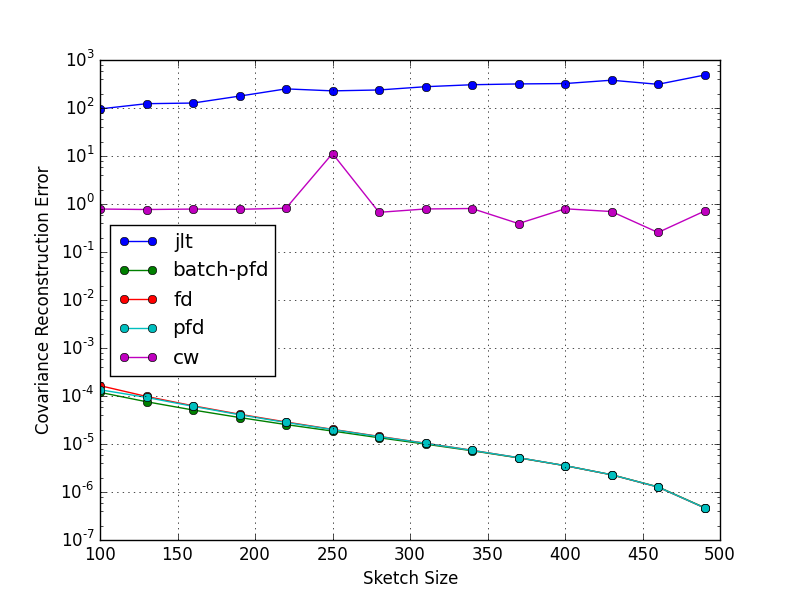 10^3
10^2
10^1
10^0
10^-1
10^-2
10^-3
10^-4
10^-5
10^-6
10^-7
Covariance Reconstruction Error
jlt
batch-pfd
fd
pfd
cw
100 150 200 250 300 350 400 450 500
Sketch Size